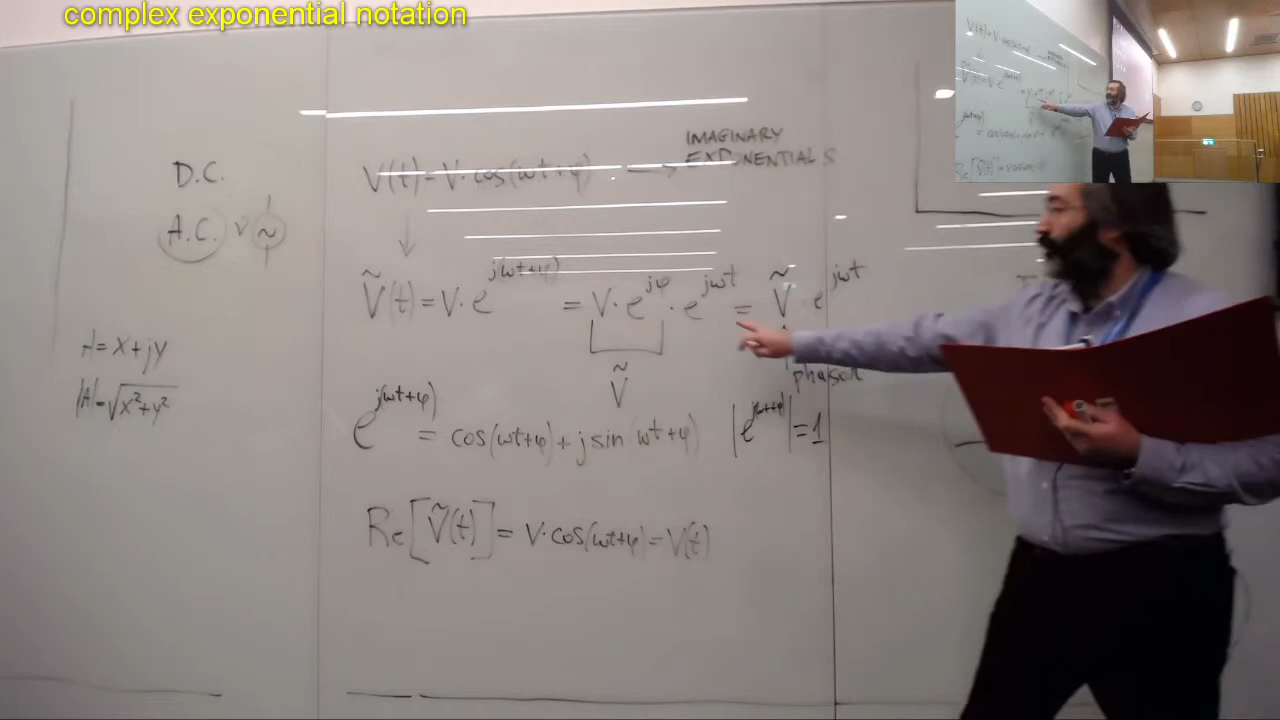 complex exponential notation
D.C.
A.C. V ~
A = x + jy
|A| = √x²+y²
V(t) = V·cos(ωt+φ) → IMAGINARY EXPONENTIALS
Ṽ(t) = V·e^j(ωt+φ) = V·e^jφ · e^jωt = Ṽ e^jωt
Ṽ
phasor
e^j(ωt+φ) = cos(ωt+φ) + j sin(ωt+φ) |e^j(ωt+φ)| = 1
Re[Ṽ(t)] = V·cos(ωt+φ) = V(t)